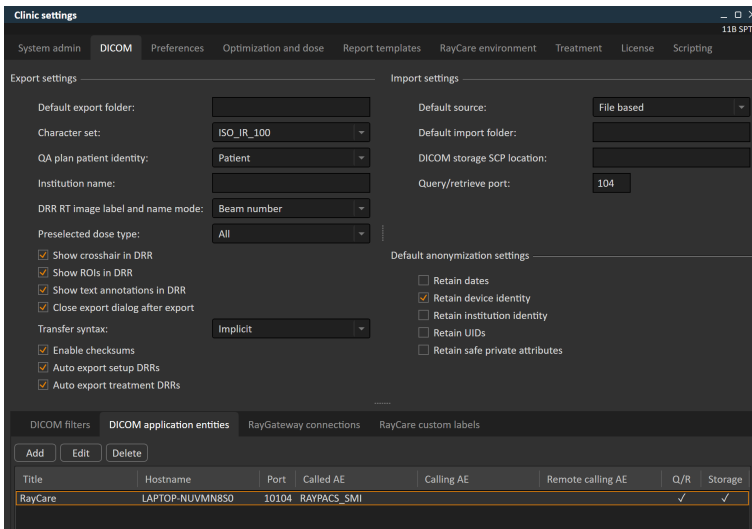 Clinic settings
11B SPT
System admin DICOM Preferences Optimization and dose Report templates RayCare environment Treatment License Scripting
Export settings
Default export folder:
Character set: ISO_IR_100
QA plan patient identity: Patient
Institution name:
DRR RT image label and name mode: Beam number
Preselected dose type: All
Show crosshair in DRR
Show ROIs in DRR
Show text annotations in DRR
Close export dialog after export
Transfer syntax: Implicit
Enable checksums
Auto export setup DRRs
Auto export treatment DRRs
Import settings
Default source: File based
Default import folder:
DICOM storage SCP location:
Query/retrieve port: 104
Default anonymization settings
Retain dates
Retain device identity
Retain institution identity
Retain UIDs
Retain safe private attributes
DICOM filters DICOM application entities RayGateway connections RayCare custom labels
Add Edit Delete
Title Hostname Port Called AE Calling AE Remote calling AE Q/R Storage
RayCare LAPTOP-NUVMN8S0 10104 RAYPACS_SMI ✓ ✓